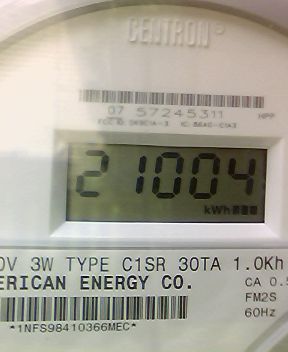 CENTRON®
07 57245311 HPP
21004
kWh
0V 3W TYPE C1SR 30TA 1.0Kh
ERICAN ENERGY CO. CA 0.5
FM2S
*1NFS98410366MEC* 60Hz